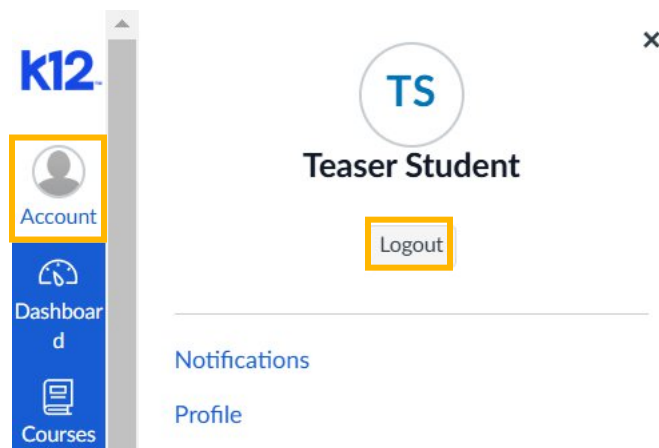 k12
Account
Dashboar
d
Courses
×
TS
Teaser Student
Logout
Notifications
Profile